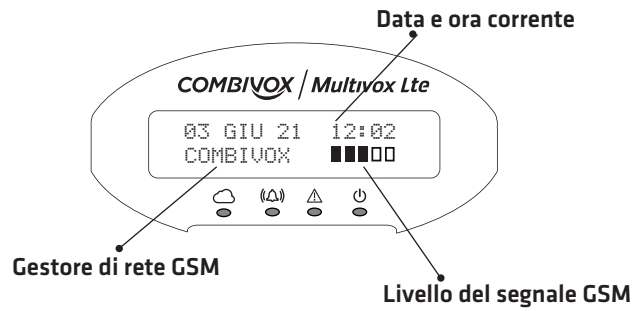 Data e ora corrente
COMBIVOX / Multivox Lte
03 GIU 21 12:02
COMBIVOX
Gestore di rete GSM
Livello del segnale GSM